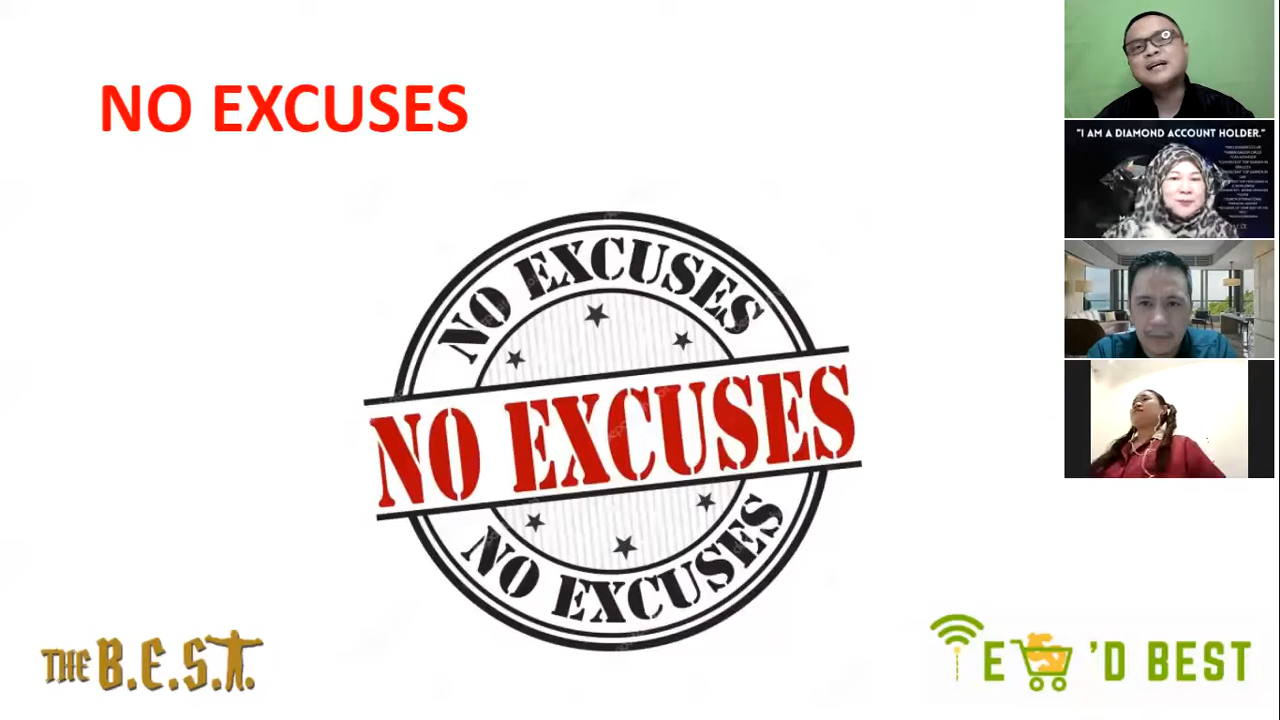 NO EXCUSES
NO EXCUSES
NO EXCUSES
NO EXCUSES
THE B.E.S.T.
E 'D BEST
"I AM A DIAMOND ACCOUNT HOLDER."